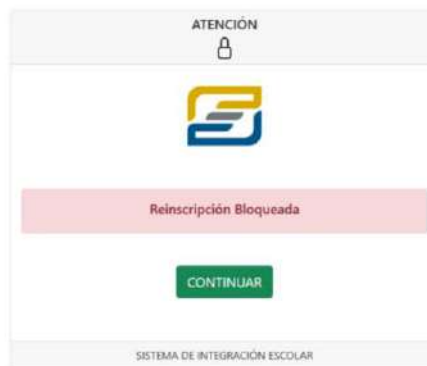 ATENCIÓN
Reinscripción Bloqueada
CONTINUAR
SISTEMA DE INTEGRACIÓN ESCOLAR